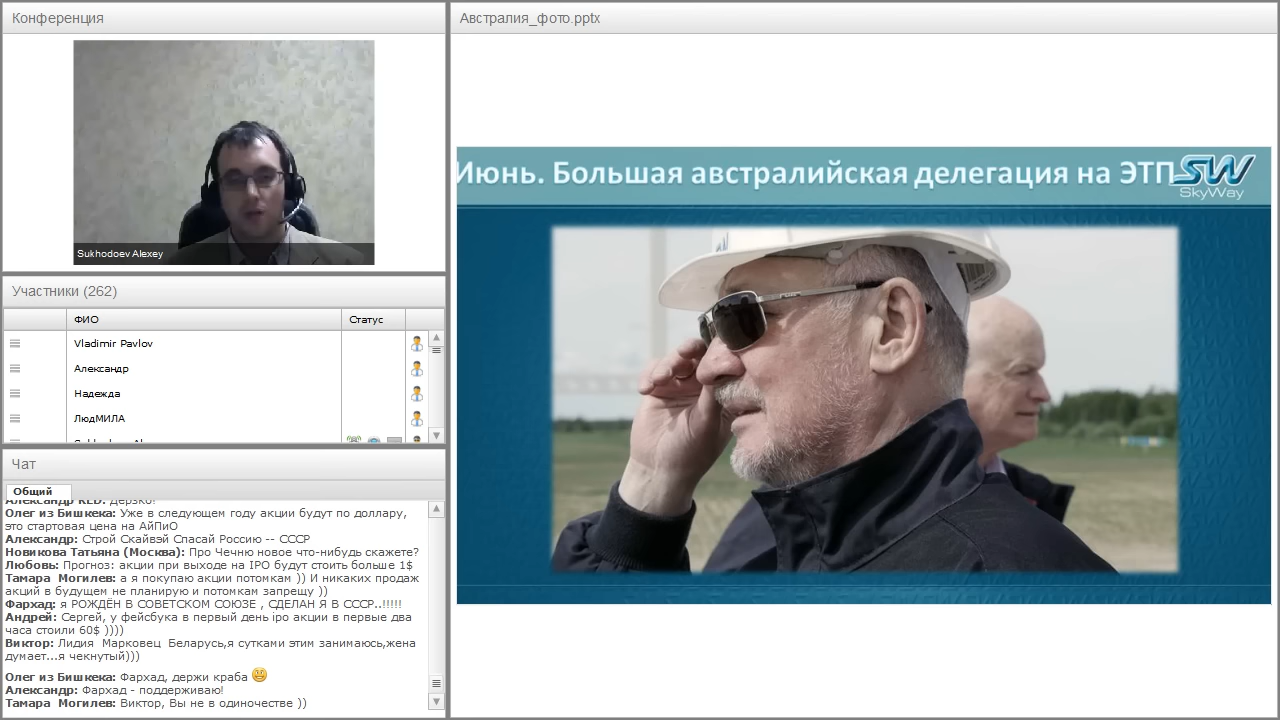 Конференция
Sukhodoev Alexey
Участники (262)
ФИО
Статус
Vladimir Pavlov
Александр
Надежда
ЛюдМИЛА
Чат
Общий
Александр RED: дерзко!
Олег из Бишкека: Уже в следующем году акции будут по доллару,
это стартовая цена на АйПиО
Александр: Строй Скайвэй Спасай Россию -- СССР
Новикова Татьяна (Москва): Про Чечню новое что-нибудь скажете?
Любовь: Прогноз: акции при выходе на IPO будут стоить больше 1$
Тамара Могилев: а я покупаю акции потомкам )) И никаких продаж
акций в будущем не планирую и потомкам запрещу ))
Фархад: я РОЖДЁН В СОВЕТСКОМ СОЮЗЕ , СДЕЛАН Я В СССР..!!!!!
Андрей: Сергей, у фейсбука в первый день ipo акции в первые два
часа стоили 60$ ))))
Виктор: Лидия Марковец Беларусь,я сутками этим занимаюсь,жена
думает...я чекнутый)))
Олег из Бишкека: Фархад, держи краба
Александр: Фархад - поддерживаю!
Тамара Могилев: Виктор, Вы не в одиночестве ))
Австралия_фото.pptx
Июнь. Большая австралийская делегация на ЭТП
SW
SkyWay